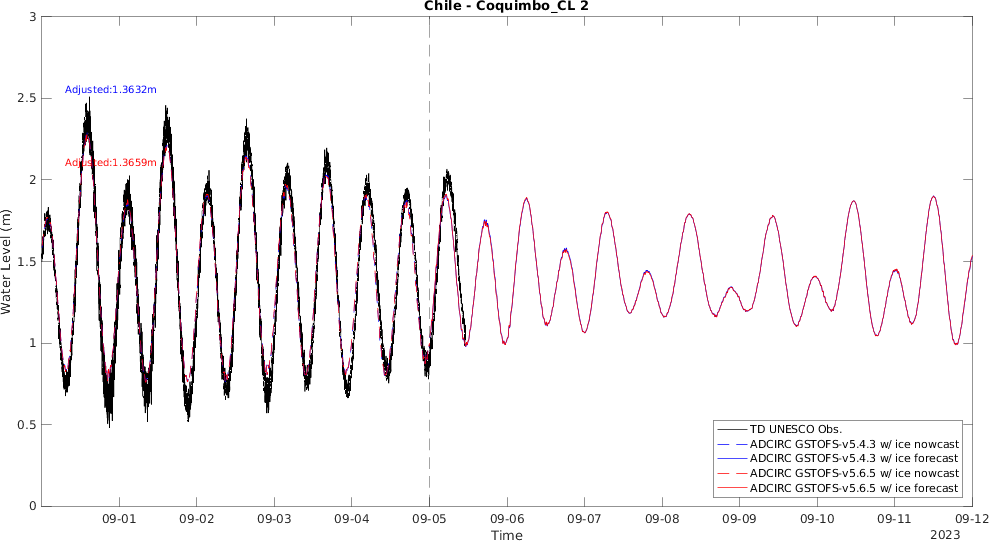 Chile - Coquimbo_CL 2
3
2.5
2
1.5
1
0.5
0
Water Level (m)
Adjusted:1.3632m
Adjusted:1.3659m
TD UNESCO Obs.
ADCIRC GSTOFS-v5.4.3 w/ ice nowcast
ADCIRC GSTOFS-v5.4.3 w/ ice forecast
ADCIRC GSTOFS-v5.6.5 w/ ice nowcast
ADCIRC GSTOFS-v5.6.5 w/ ice forecast
09-01 09-02 09-03 09-04 09-05 09-06 09-07 09-08 09-09 09-10 09-11 09-12
Time
2023